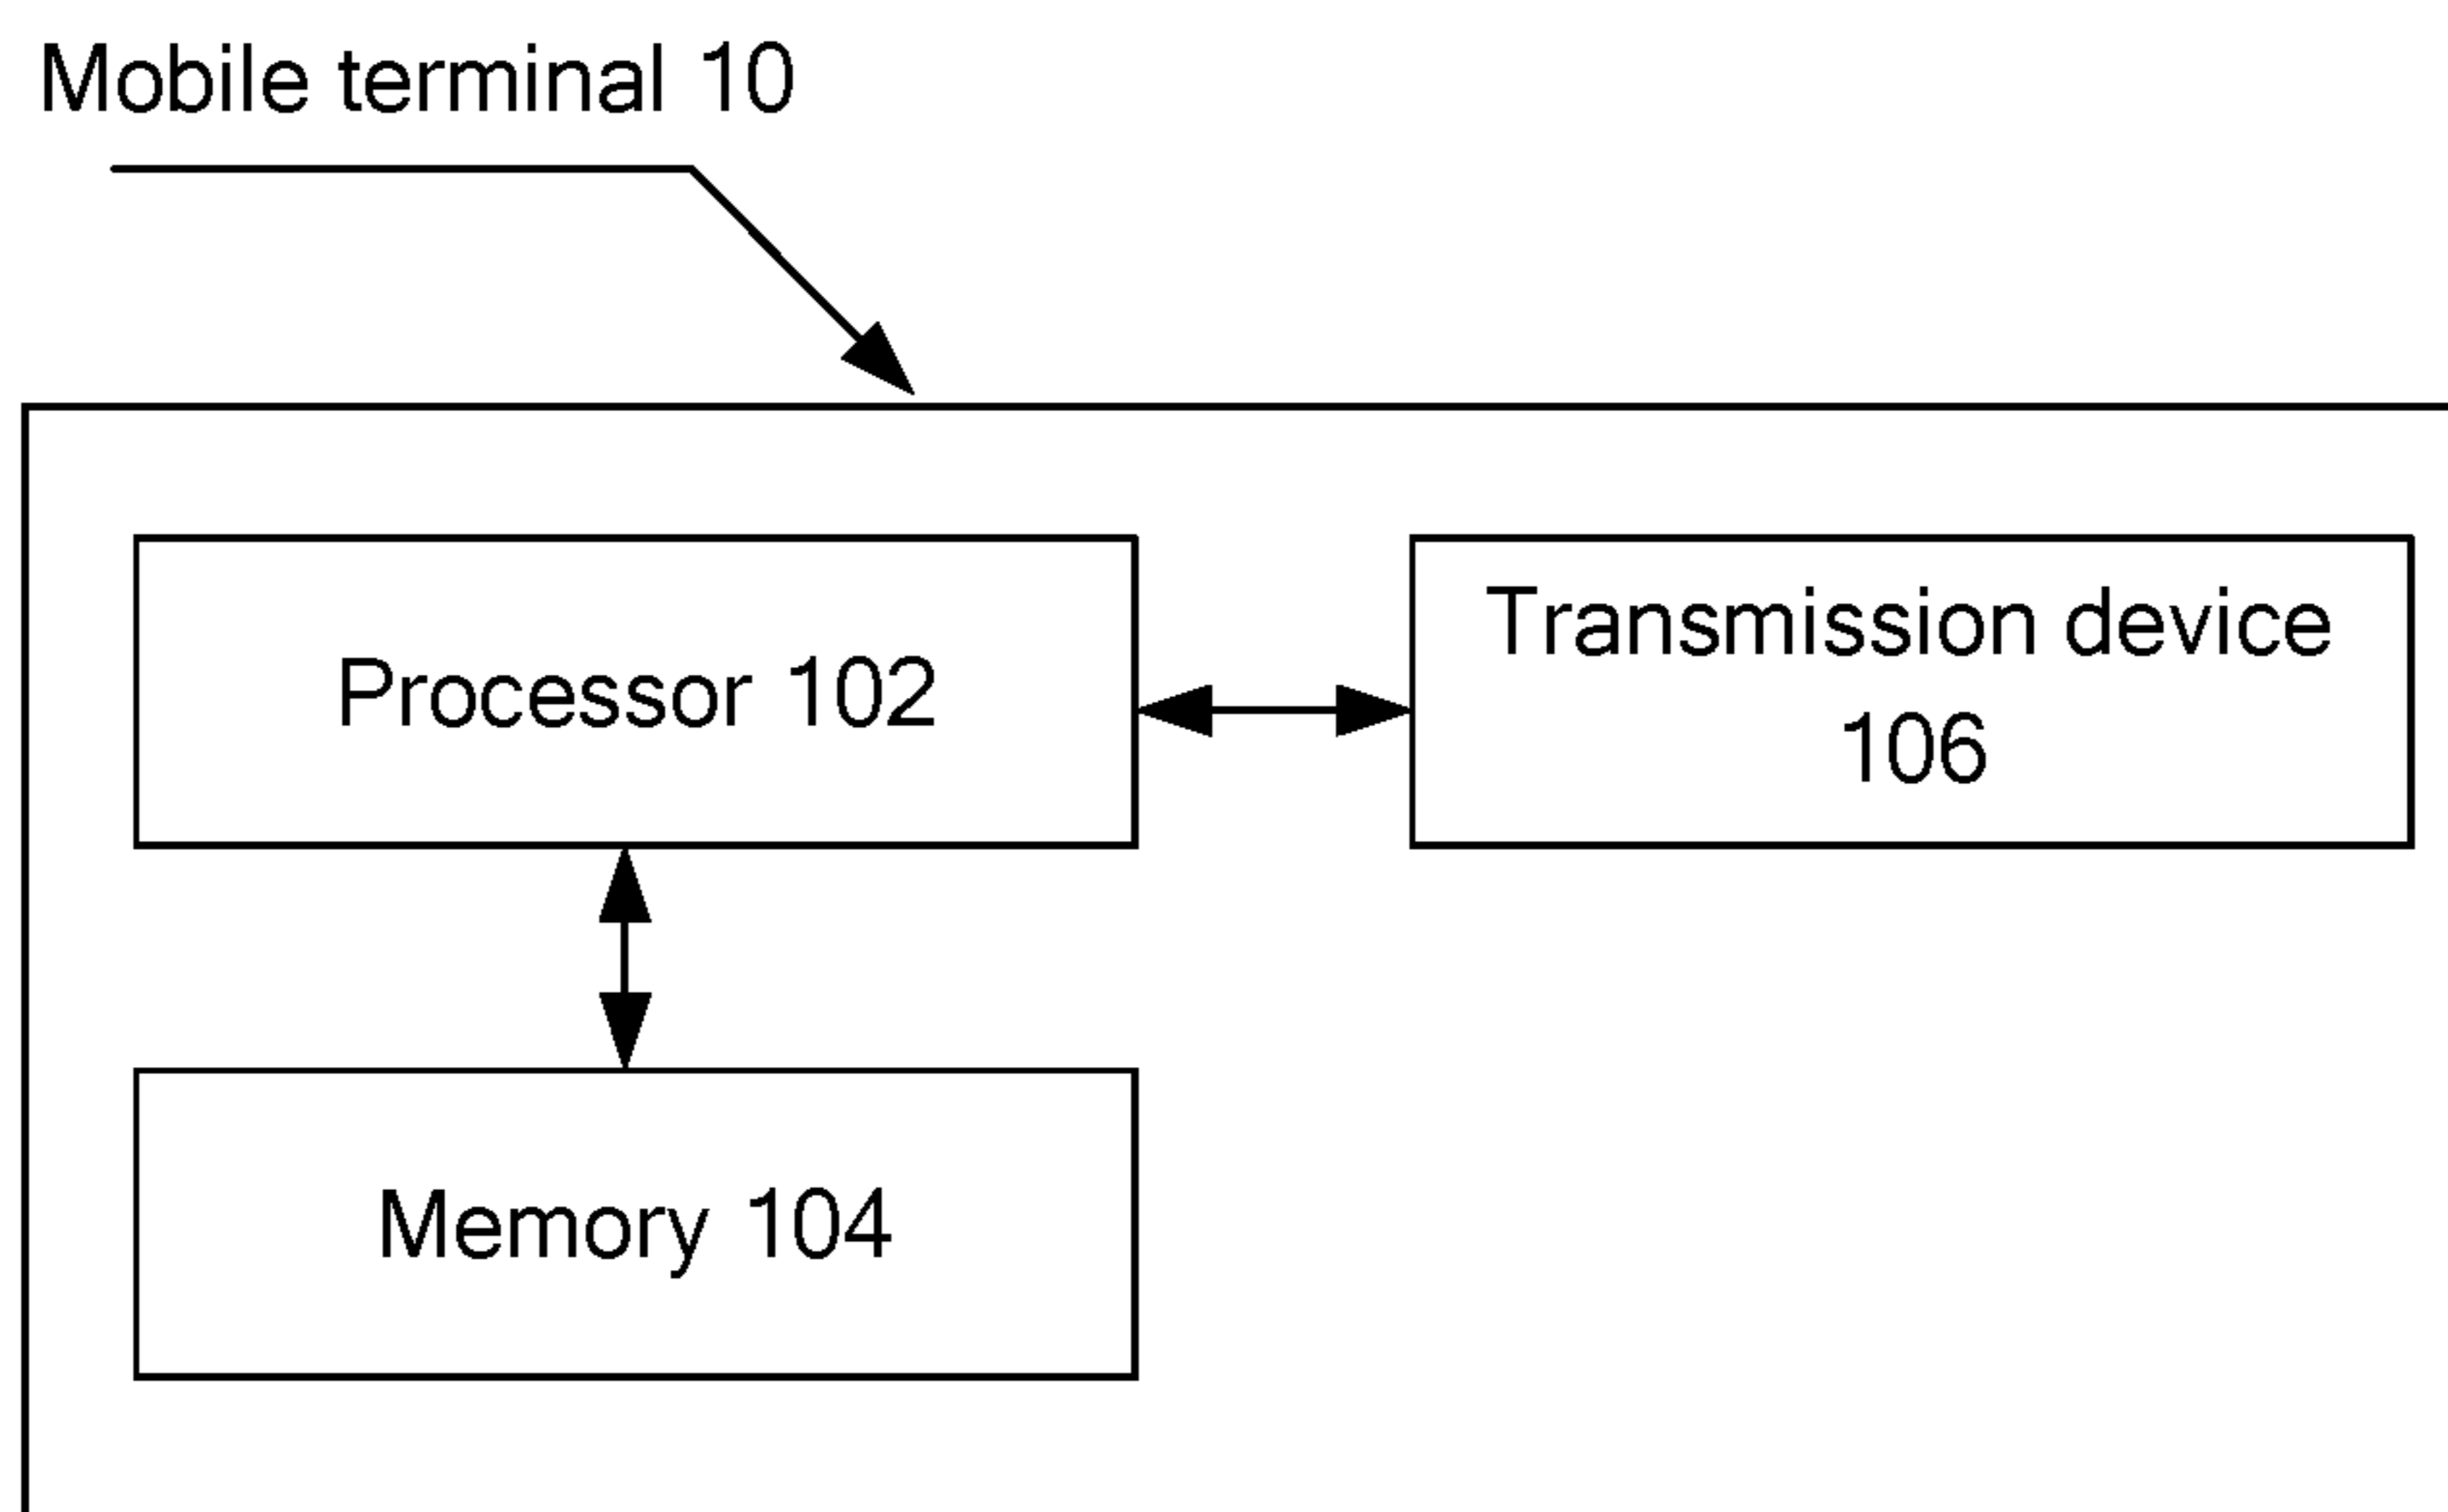 Mobile terminal 10
Processor 102
Transmission device
106
Memory 104